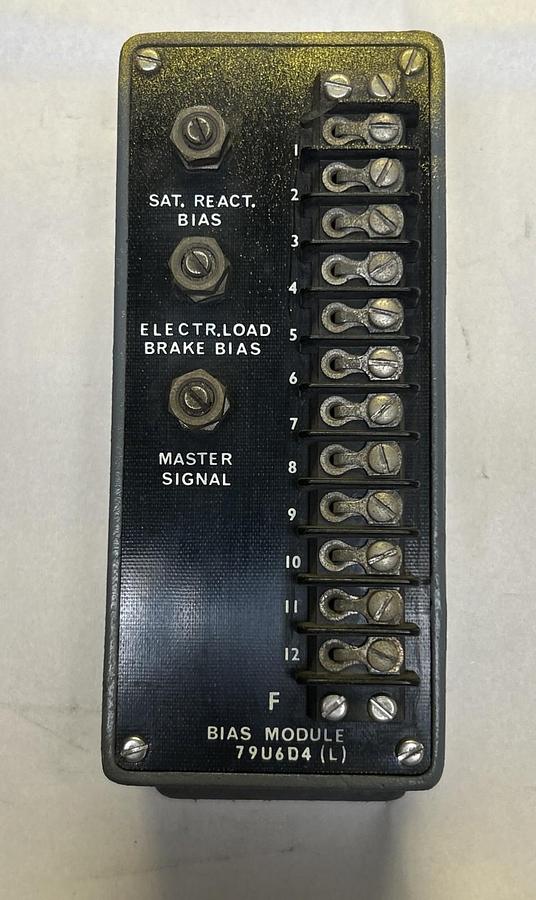 SAT. REACT.
BIAS
ELECTR.LOAD
BRAKE BIAS
MASTER
SIGNAL
1
2
3
4
5
6
7
8
9
10
11
12
F
BIAS MODULE
79U6D4 (L)